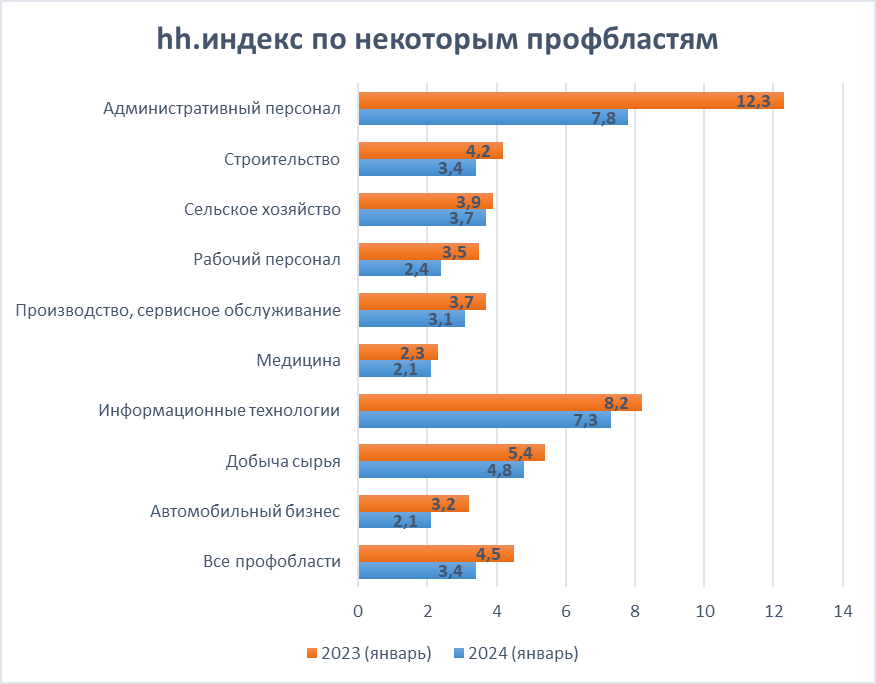 hh.индекс по некоторым профбластям
Административный персонал
12,3
7,8
Строительство
4,2
3,4
Сельское хозяйство
3,9
3,7
Рабочий персонал
3,5
2,4
Производство, сервисное обслуживание
3,7
3,1
Медицина
2,3
2,1
Информационные технологии
8,2
7,3
Добыча сырья
5,4
4,8
Автомобильный бизнес
3,2
2,1
Все профобласти
4,5
3,4
0 2 4 6 8 10 12 14
2023 (январь) 2024 (январь)